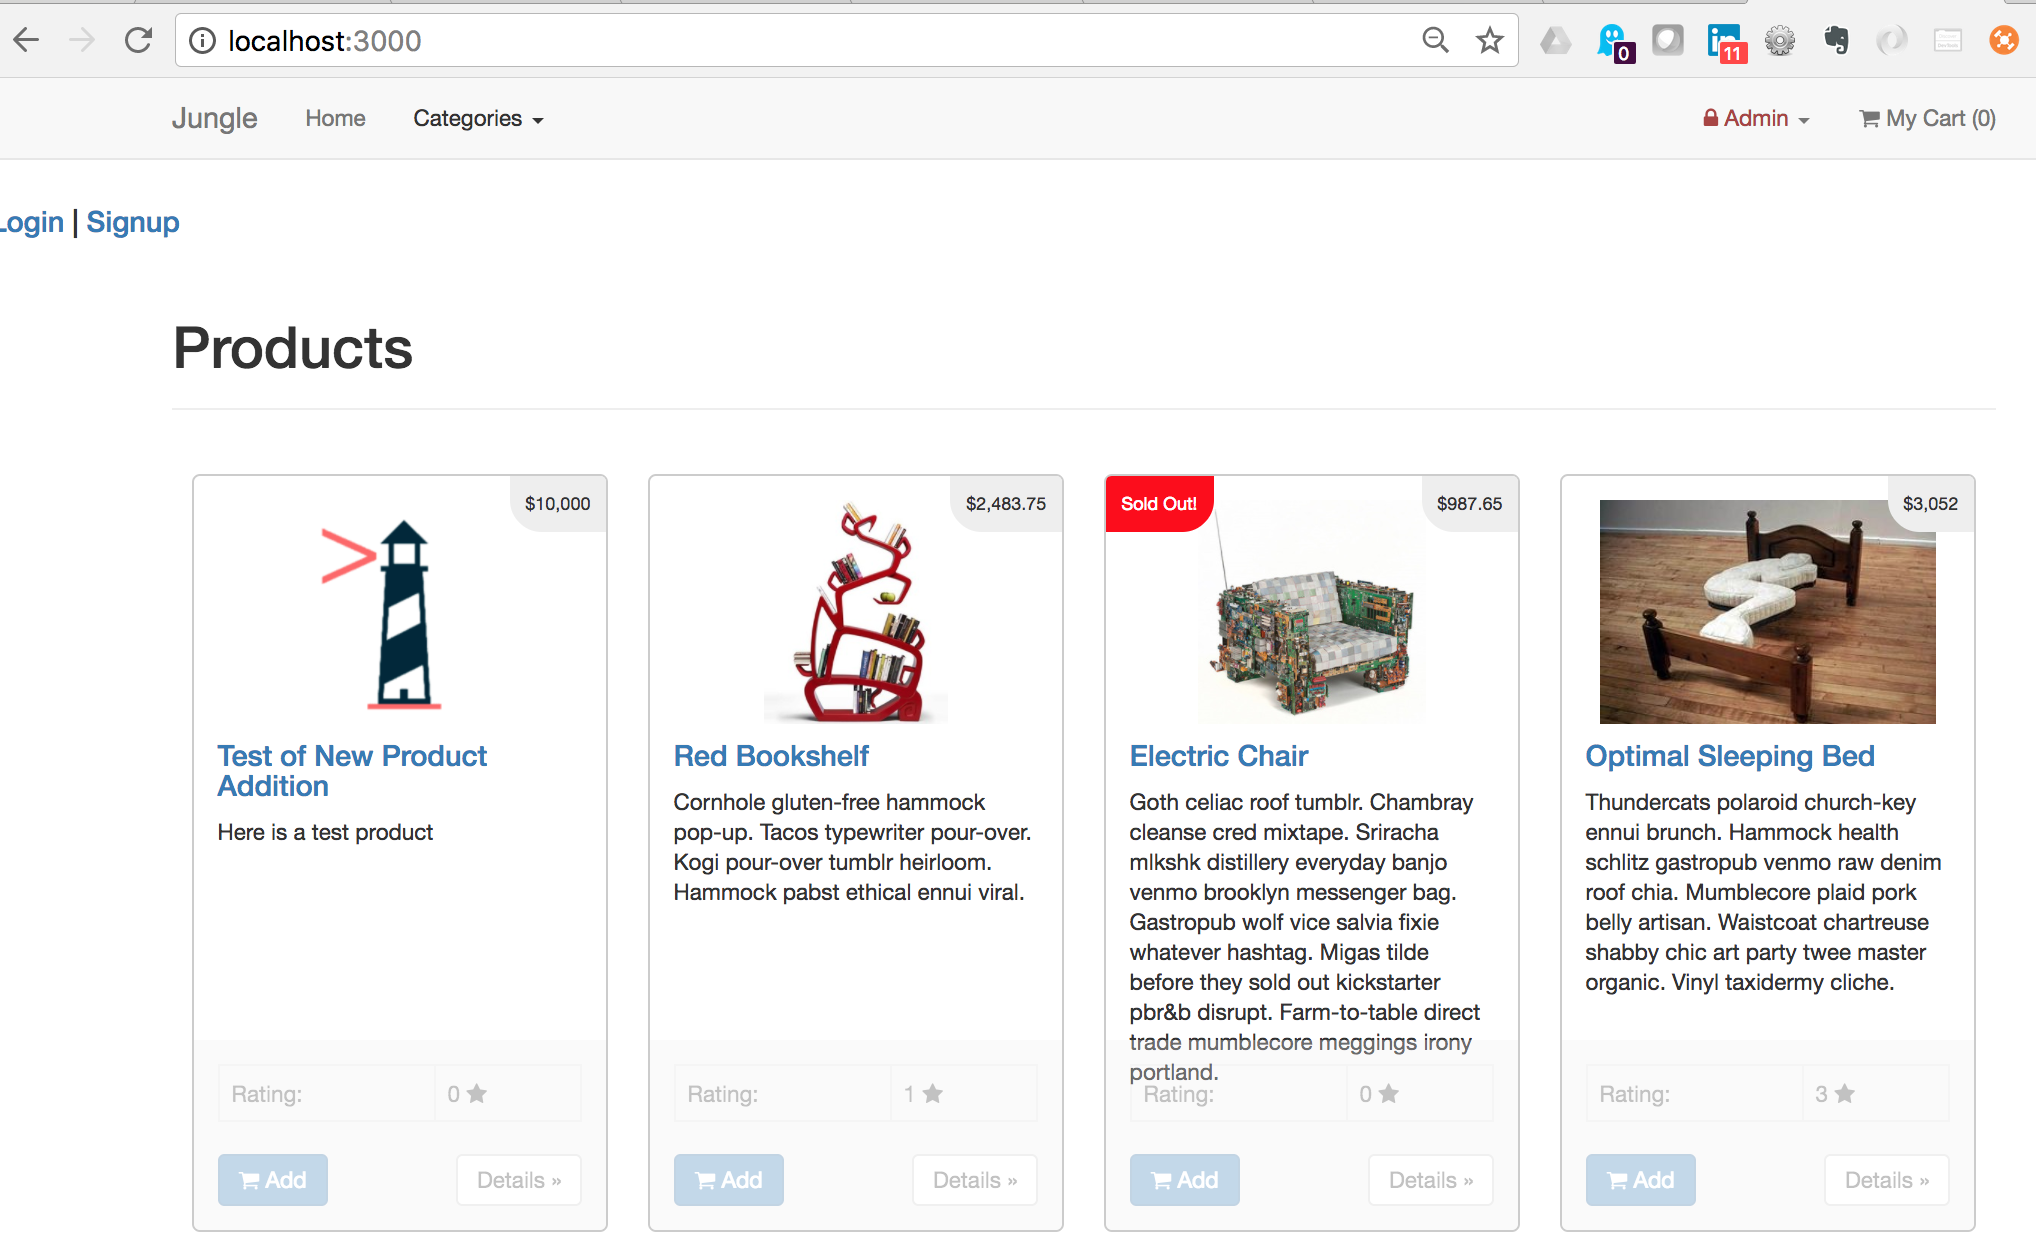 localhost:3000
0
in
11
Jungle
Home
Categories
Admin
My Cart (0)
Login | Signup
Products
$10,000
Test of New Product
Addition
Here is a test product
Rating:
0
Add
Details »
$2,483.75
Red Bookshelf
Cornhole gluten-free hammock
pop-up. Tacos typewriter pour-over.
Kogi pour-over tumblr heirloom.
Hammock pabst ethical ennui viral.
Rating:
1
Add
Details »
Sold Out!
$987.65
Electric Chair
Goth celiac roof tumblr. Chambray
cleanse cred mixtape. Sriracha
mlkshk distillery everyday banjo
venmo brooklyn messenger bag.
Gastropub wolf vice salvia fixie
whatever hashtag. Migas tilde
before they sold out kickstarter
pbr&b disrupt. Farm-to-table direct
trade mumblecore meggings irony
portland.
Rating:
0
Add
Details »
$3,052
Optimal Sleeping Bed
Thundercats polaroid church-key
ennui brunch. Hammock health
schlitz gastropub venmo raw denim
roof chia. Mumblecore plaid pork
belly artisan. Waistcoat chartreuse
shabby chic art party twee master
organic. Vinyl taxidermy cliche.
Rating:
3
Add
Details »